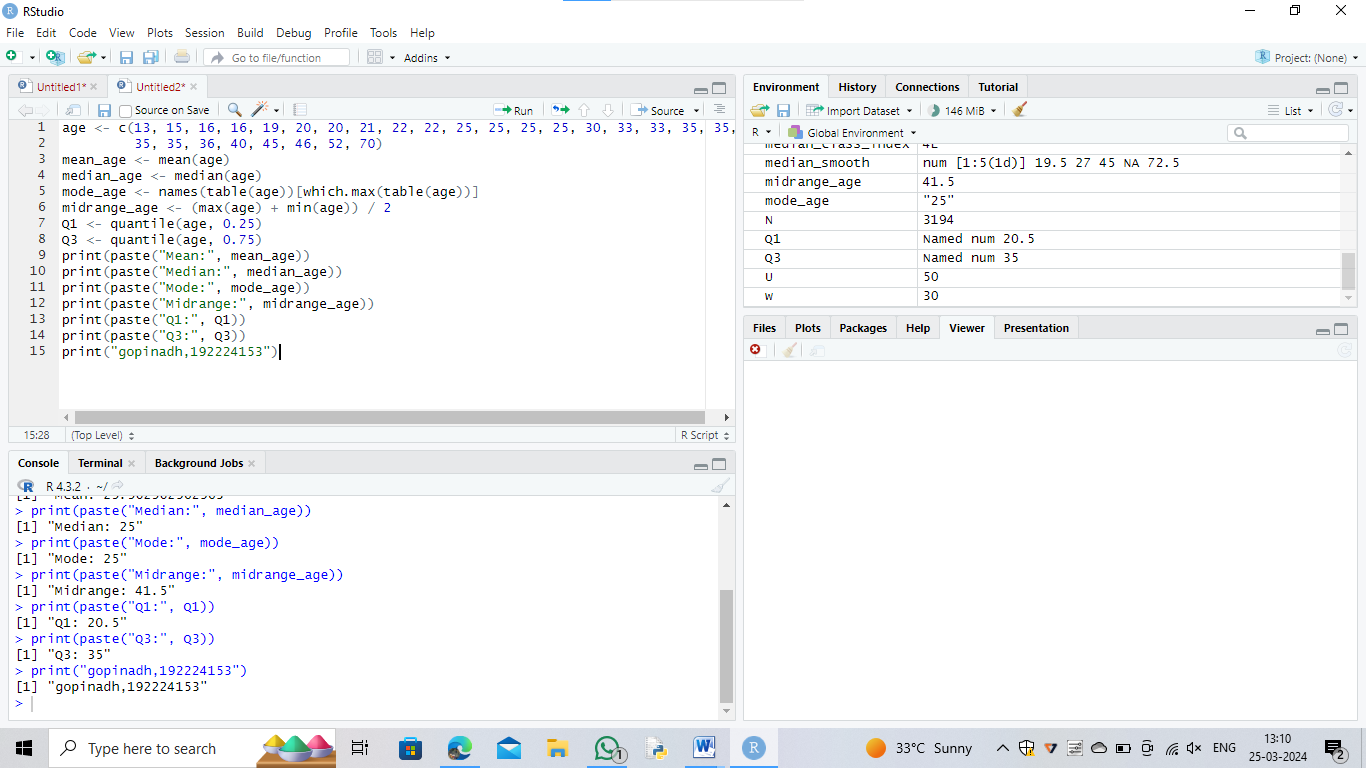 RStudio
File Edit Code View Plots Session Build Debug Profile Tools Help
Go to file/function Addins Project: (None)
Untitled1* Untitled2*
Source on Save Run Source
1 age <- c(13, 15, 16, 16, 19, 20, 20, 21, 22, 22, 25, 25, 25, 25, 30, 33, 33, 35, 35,
2 35, 35, 36, 40, 45, 46, 52, 70)
3 mean_age <- mean(age)
4 median_age <- median(age)
5 mode_age <- names(table(age))[which.max(table(age))]
6 midrange_age <- (max(age) + min(age)) / 2
7 Q1 <- quantile(age, 0.25)
8 Q3 <- quantile(age, 0.75)
9 print(paste("Mean:", mean_age))
10 print(paste("Median:", median_age))
11 print(paste("Mode:", mode_age))
12 print(paste("Midrange:", midrange_age))
13 print(paste("Q1:", Q1))
14 print(paste("Q3:", Q3))
15 print("gopinadh,192224153")
15:28 (Top Level) R Script
Console Terminal Background Jobs
R 4.3.2 · ~/
> print(paste("Median:", median_age))
[1] "Median: 25"
> print(paste("Mode:", mode_age))
[1] "Mode: 25"
> print(paste("Midrange:", midrange_age))
[1] "Midrange: 41.5"
> print(paste("Q1:", Q1))
[1] "Q1: 20.5"
> print(paste("Q3:", Q3))
[1] "Q3: 35"
> print("gopinadh,192224153")
[1] "gopinadh,192224153"
>
Environment History Connections Tutorial
Import Dataset 146 MiB List
R Global Environment
median_class_index 4L
median_smooth num [1:5(1d)] 19.5 27 45 NA 72.5
midrange_age 41.5
mode_age "25"
N 3194
Q1 Named num 20.5
Q3 Named num 35
U 50
W 30
Files Plots Packages Help Viewer Presentation
Type here to search
33°C Sunny ENG
13:10
25-03-2024
2